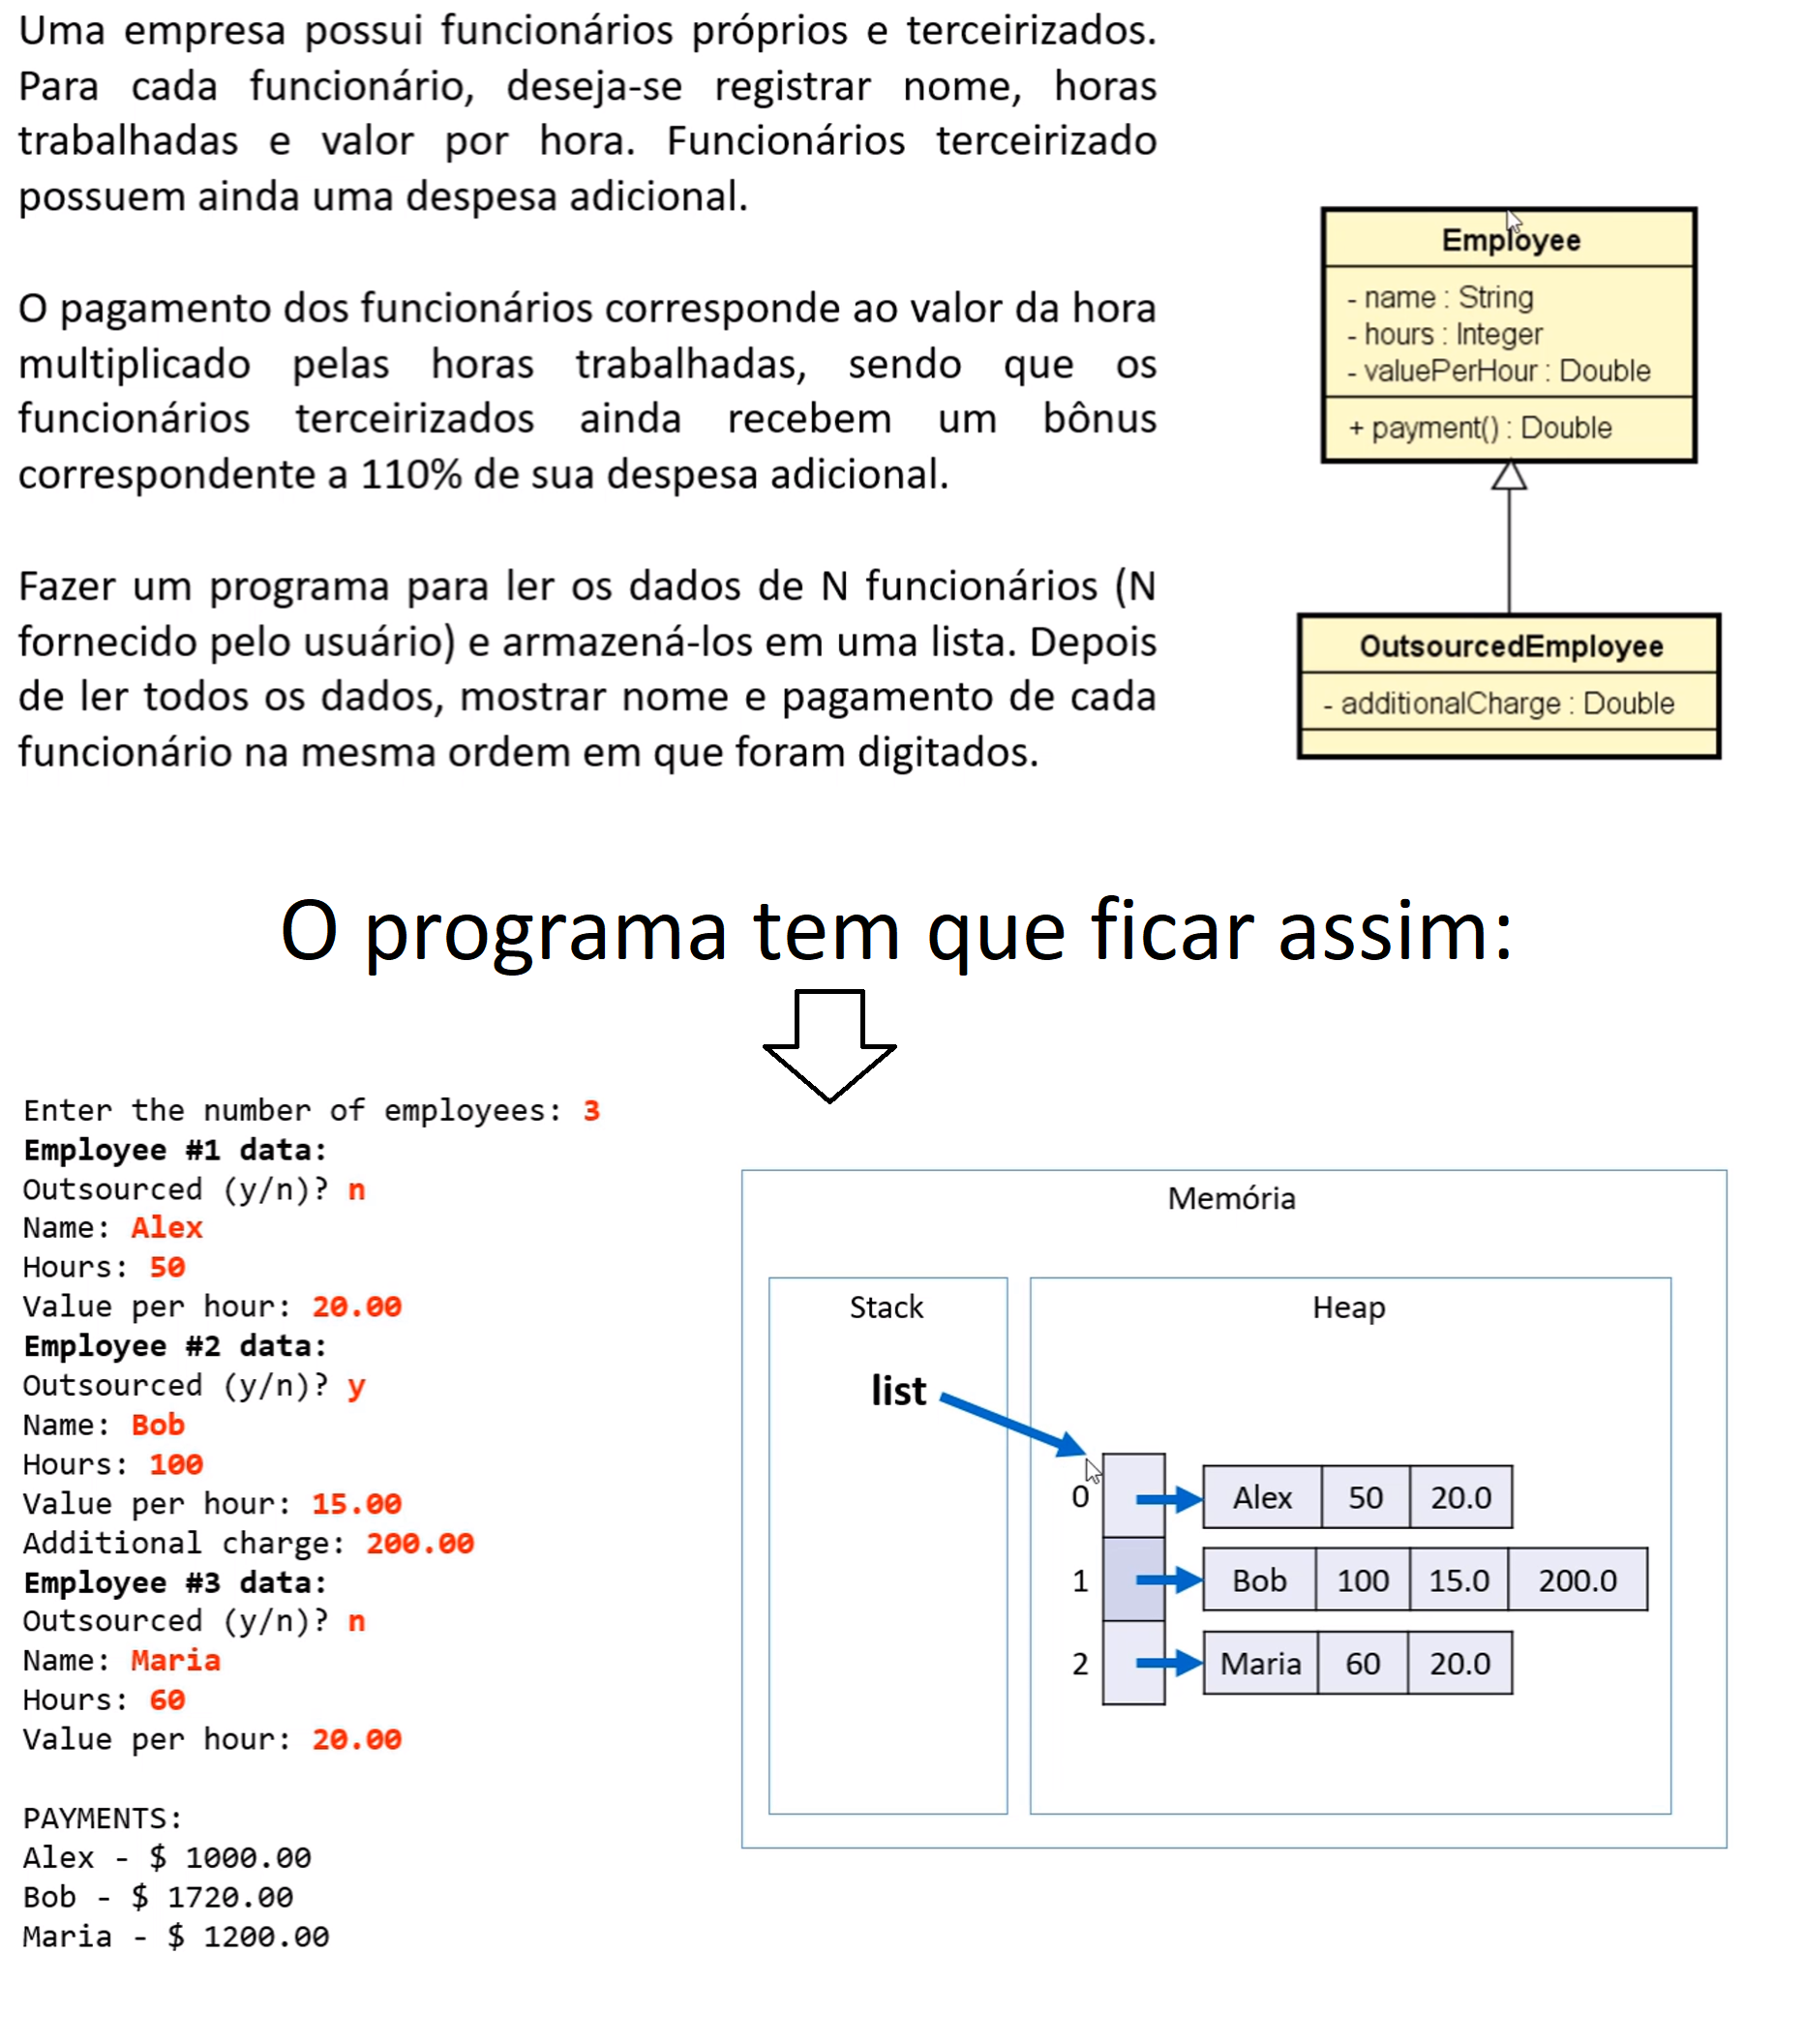 Uma empresa possui funcionários próprios e terceirizados.
Para cada funcionário, deseja-se registrar nome, horas
trabalhadas e valor por hora. Funcionários terceirizado
possuem ainda uma despesa adicional.
O pagamento dos funcionários corresponde ao valor da hora
multiplicado pelas horas trabalhadas, sendo que os
funcionários terceirizados ainda recebem um bônus
correspondente a 110% de sua despesa adicional.
Fazer um programa para ler os dados de N funcionários (N
fornecido pelo usuário) e armazená-los em uma lista. Depois
de ler todos os dados, mostrar nome e pagamento de cada
funcionário na mesma ordem em que foram digitados.
Employee
- name : String
- hours : Integer
- valuePerHour : Double
+ payment() : Double
OutsourcedEmployee
- additionalCharge : Double
O programa tem que ficar assim:
Enter the number of employees: 3
Employee #1 data:
Outsourced (y/n)? n
Name: Alex
Hours: 50
Value per hour: 20.00
Employee #2 data:
Outsourced (y/n)? y
Name: Bob
Hours: 100
Value per hour: 15.00
Additional charge: 200.00
Employee #3 data:
Outsourced (y/n)? n
Name: Maria
Hours: 60
Value per hour: 20.00
PAYMENTS:
Alex - $ 1000.00
Bob - $ 1720.00
Maria - $ 1200.00
Memória
Stack
Heap
list
0 Alex 50 20.0
1 Bob 100 15.0 200.0
2 Maria 60 20.0